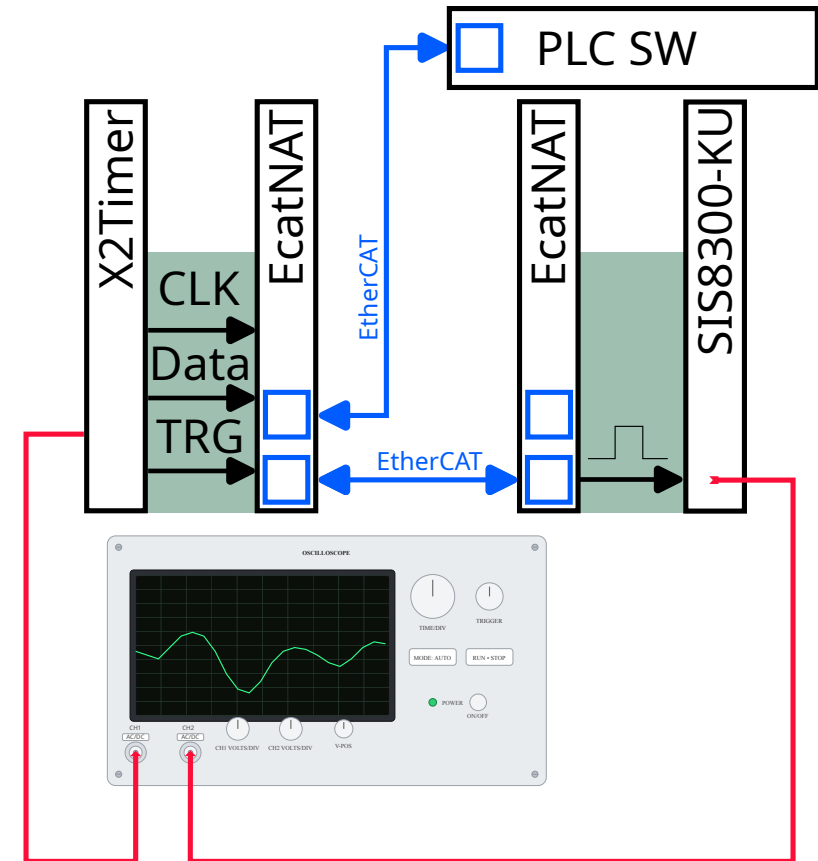 PLC SW
X2Timer
EcatNAT
EcatNAT
SIS8300-KU
EtherCAT
CLK
Data
TRG
EtherCAT
OSCILLOSCOPE
TIME/DIV
TRIGGER
MODE: AUTO
RUN • STOP
POWER
ON/OFF
CH1
CH2
AC/DC
AC/DC
CH1 VOLTS/DIV
CH2 VOLTS/DIV
V-POS